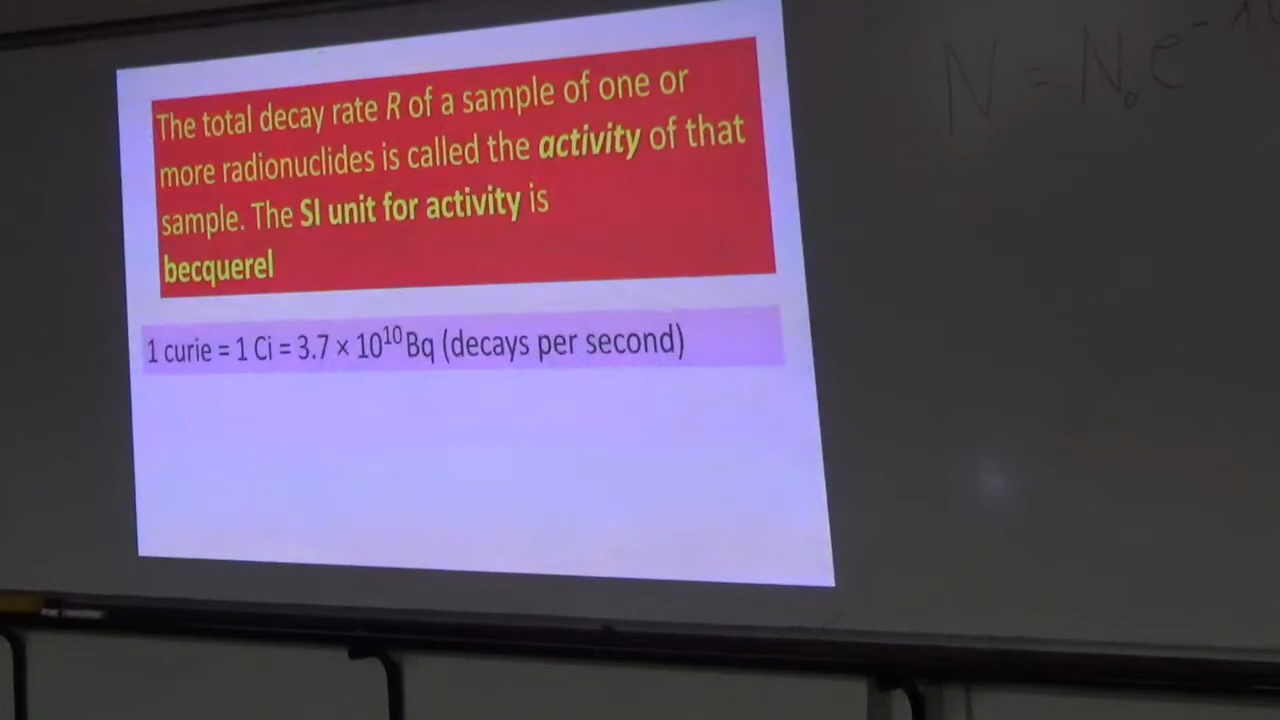 The total decay rate R of a sample of one or
more radionuclides is called the activity of that
sample. The SI unit for activity is
becquerel
1 curie = 1 Ci = 3.7 × 10¹⁰ Bq (decays per second)
N = N₀e⁻